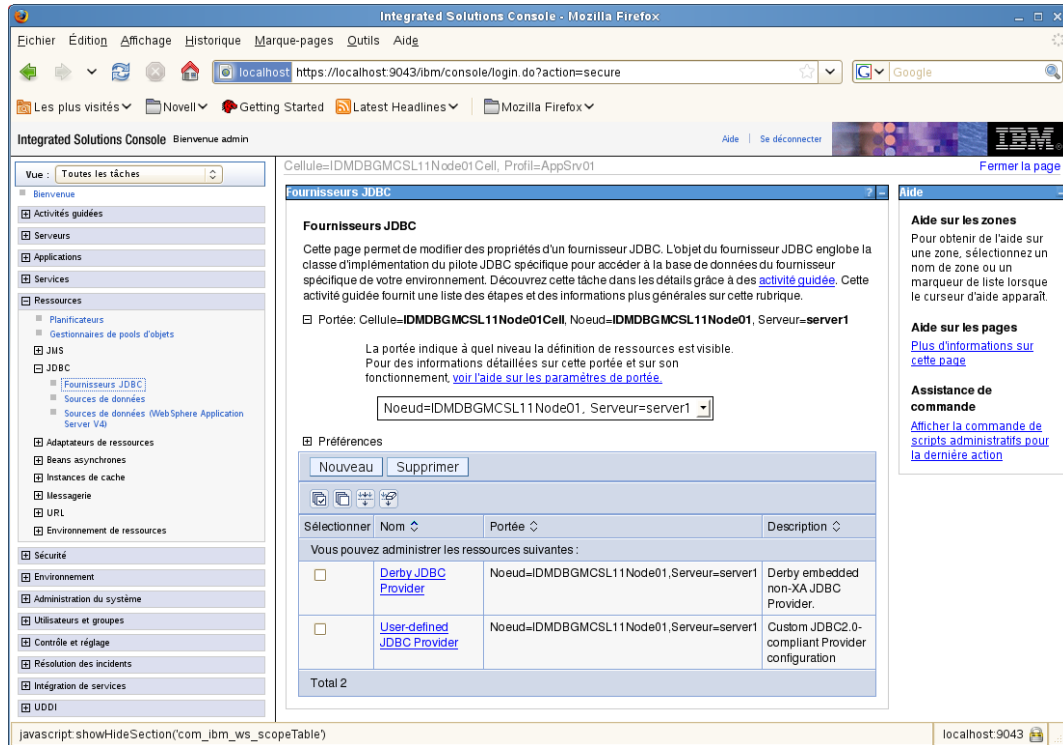 Integrated Solutions Console - Mozilla Firefox
Fichier Édition Affichage Historique Marque-pages Outils Aide
localhost https://localhost:9043/ibm/console/login.do?action=secure
G Google
Les plus visités Novell Getting Started Latest Headlines Mozilla Firefox
Integrated Solutions Console Bienvenue admin
Aide | Se déconnecter
IBM
Vue : Toutes les tâches
Bienvenue
Activités guidées
Serveurs
Applications
Services
Ressources
Planificateurs
Gestionnaires de pools d'objets
JMS
JDBC
Fournisseurs JDBC
Sources de données
Sources de données (WebSphere Application
Server V4)
Adaptateurs de ressources
Beans asynchrones
Instances de cache
Messagerie
URL
Environnement de ressources
Sécurité
Environnement
Administration du système
Utilisateurs et groupes
Contrôle et réglage
Résolution des incidents
Intégration de services
UDDI
Cellule=IDMDBGMCSL11Node01Cell, Profil=AppSrv01
Fermer la page
Fournisseurs JDBC
?
Fournisseurs JDBC
Cette page permet de modifier des propriétés d'un fournisseur JDBC. L'objet du fournisseur JDBC englobe la
classe d'implémentation du pilote JDBC spécifique pour accéder à la base de données du fournisseur
spécifique de votre environnement. Découvrez cette tâche dans les détails grâce à des activité guidée. Cette
activité guidée fournit une liste des étapes et des informations plus générales sur cette rubrique.
Portée: Cellule=IDMDBGMCSL11Node01Cell, Noeud=IDMDBGMCSL11Node01, Serveur=server1
La portée indique à quel niveau la définition de ressources est visible.
Pour des informations détaillées sur cette portée et sur son
fonctionnement, voir l'aide sur les paramètres de portée.
Noeud=IDMDBGMCSL11Node01, Serveur=server1
Préférences
Nouveau Supprimer
Sélectionner Nom Portée Description
Vous pouvez administrer les ressources suivantes :
Derby JDBC
Provider
Noeud=IDMDBGMCSL11Node01,Serveur=server1
Derby embedded
non-XA JDBC
Provider.
User-defined
JDBC Provider
Noeud=IDMDBGMCSL11Node01,Serveur=server1
Custom JDBC2.0-
compliant Provider
configuration
Total 2
Aide
Aide sur les zones
Pour obtenir de l'aide sur
une zone, sélectionnez un
nom de zone ou un
marqueur de liste lorsque
le curseur d'aide apparaît.
Aide sur les pages
Plus d'informations sur
cette page
Assistance de
commande
Afficher la commande de
scripts administratifs pour
la dernière action
javascript:showHideSection('com_ibm_ws_scopeTable')
localhost:9043